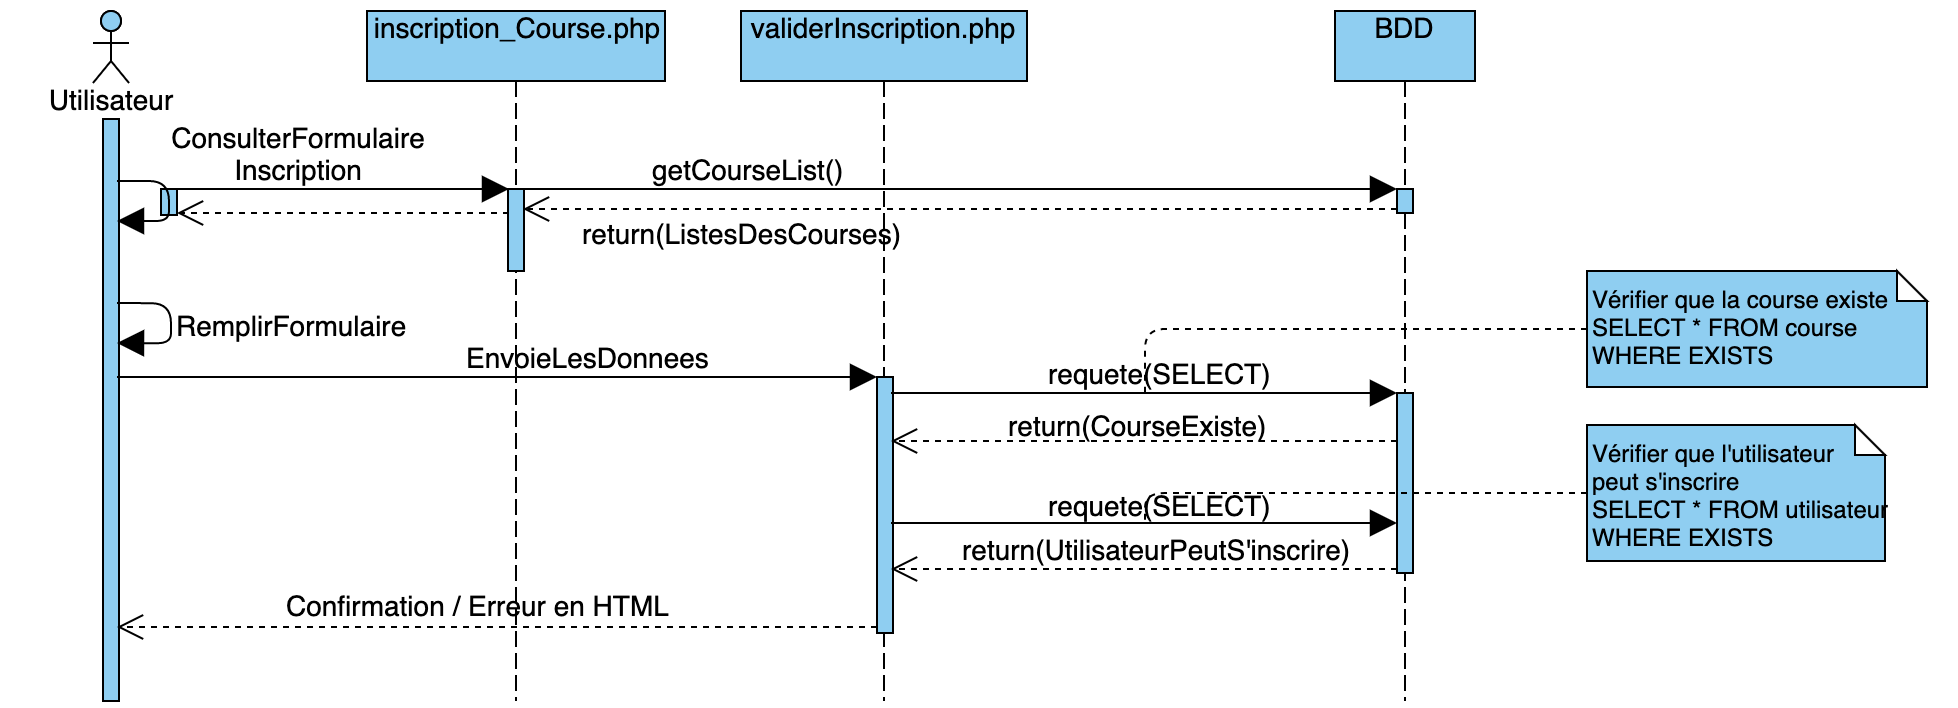 inscription_Course.php
validerInscription.php
BDD
Utilisateur
ConsulterFormulaire
Inscription
getCourseList()
return(ListesDesCourses)
Vérifier que la course existe
SELECT * FROM course
WHERE EXISTS
RemplirFormulaire
EnvoieLesDonnees
requete(SELECT)
return(CourseExiste)
Vérifier que l'utilisateur
peut s'inscrire
SELECT * FROM utilisateur
WHERE EXISTS
requete(SELECT)
return(UtilisateurPeutS'inscrire)
Confirmation / Erreur en HTML